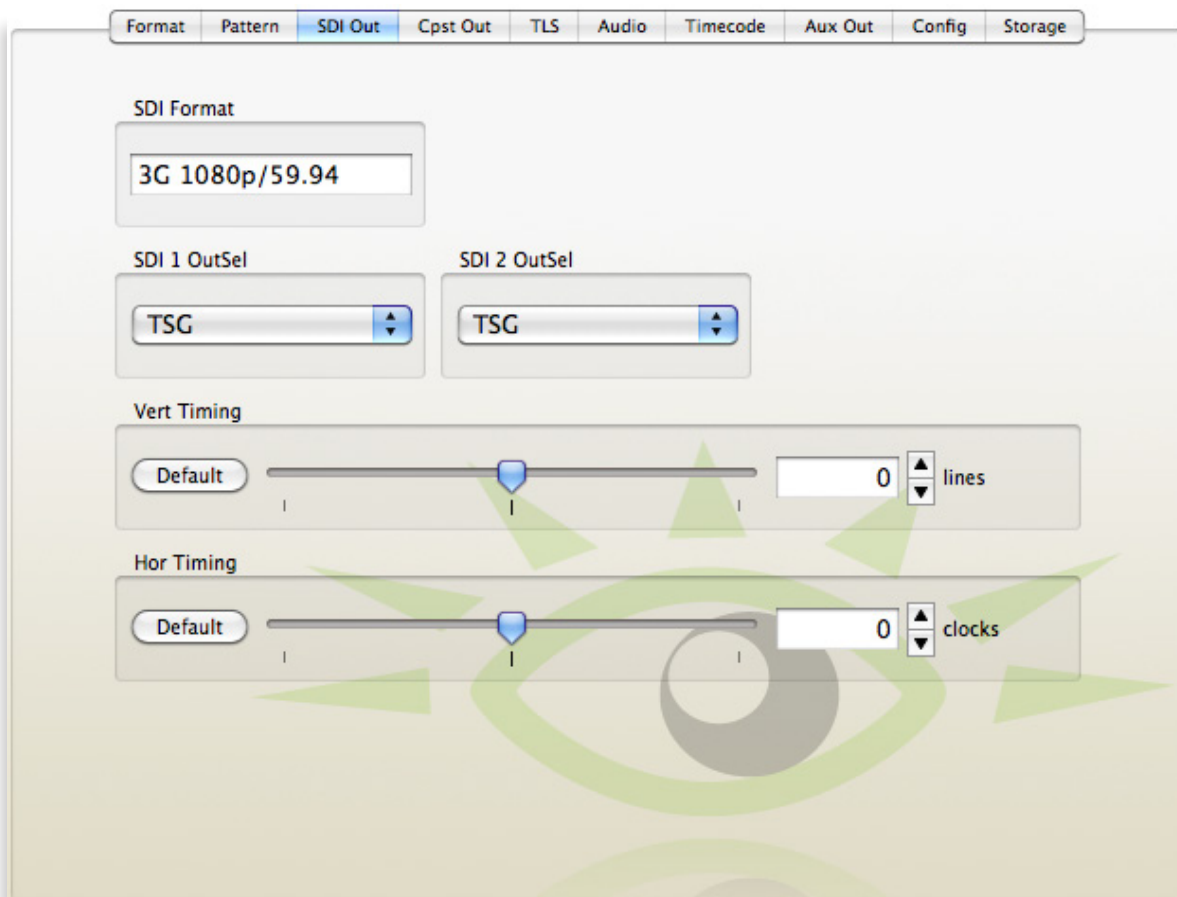 Format Pattern SDI Out Cpst Out TLS Audio Timecode Aux Out Config Storage
SDI Format
3G 1080p/59.94
SDI 1 OutSel SDI 2 OutSel
TSG TSG
Vert Timing
Default 0 lines
Hor Timing
Default 0 clocks